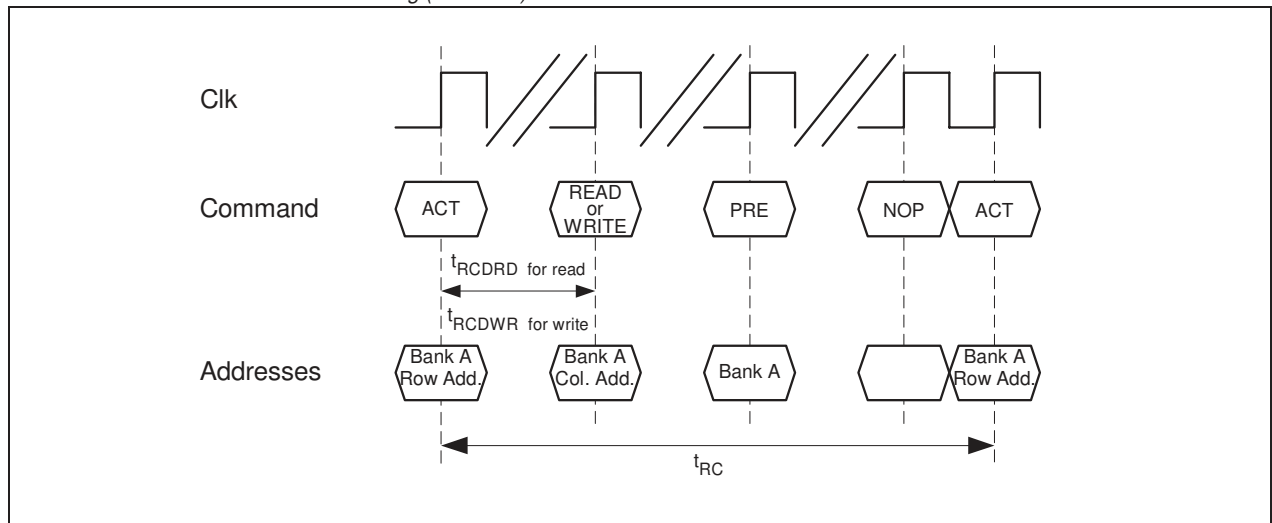 Clk
Command
ACT
READ
or
WRITE
PRE
NOP
ACT
tRCDRD for read
tRCDWR for write
Addresses
Bank A
Row Add.
Bank A
Col. Add.
Bank A
Bank A
Row Add.
tRC